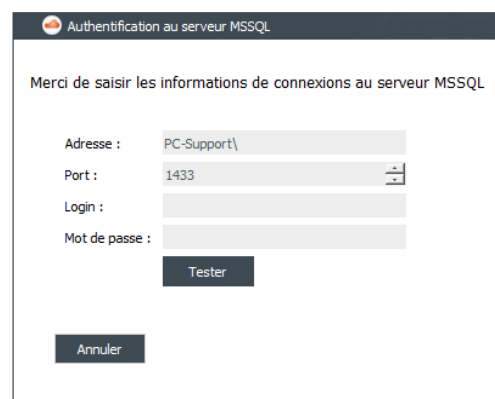 Authentification au serveur MSSQL
Merci de saisir les informations de connexions au serveur MSSQL
Adresse : PC-Support\
Port : 1433
Login :
Mot de passe :
Tester
Annuler